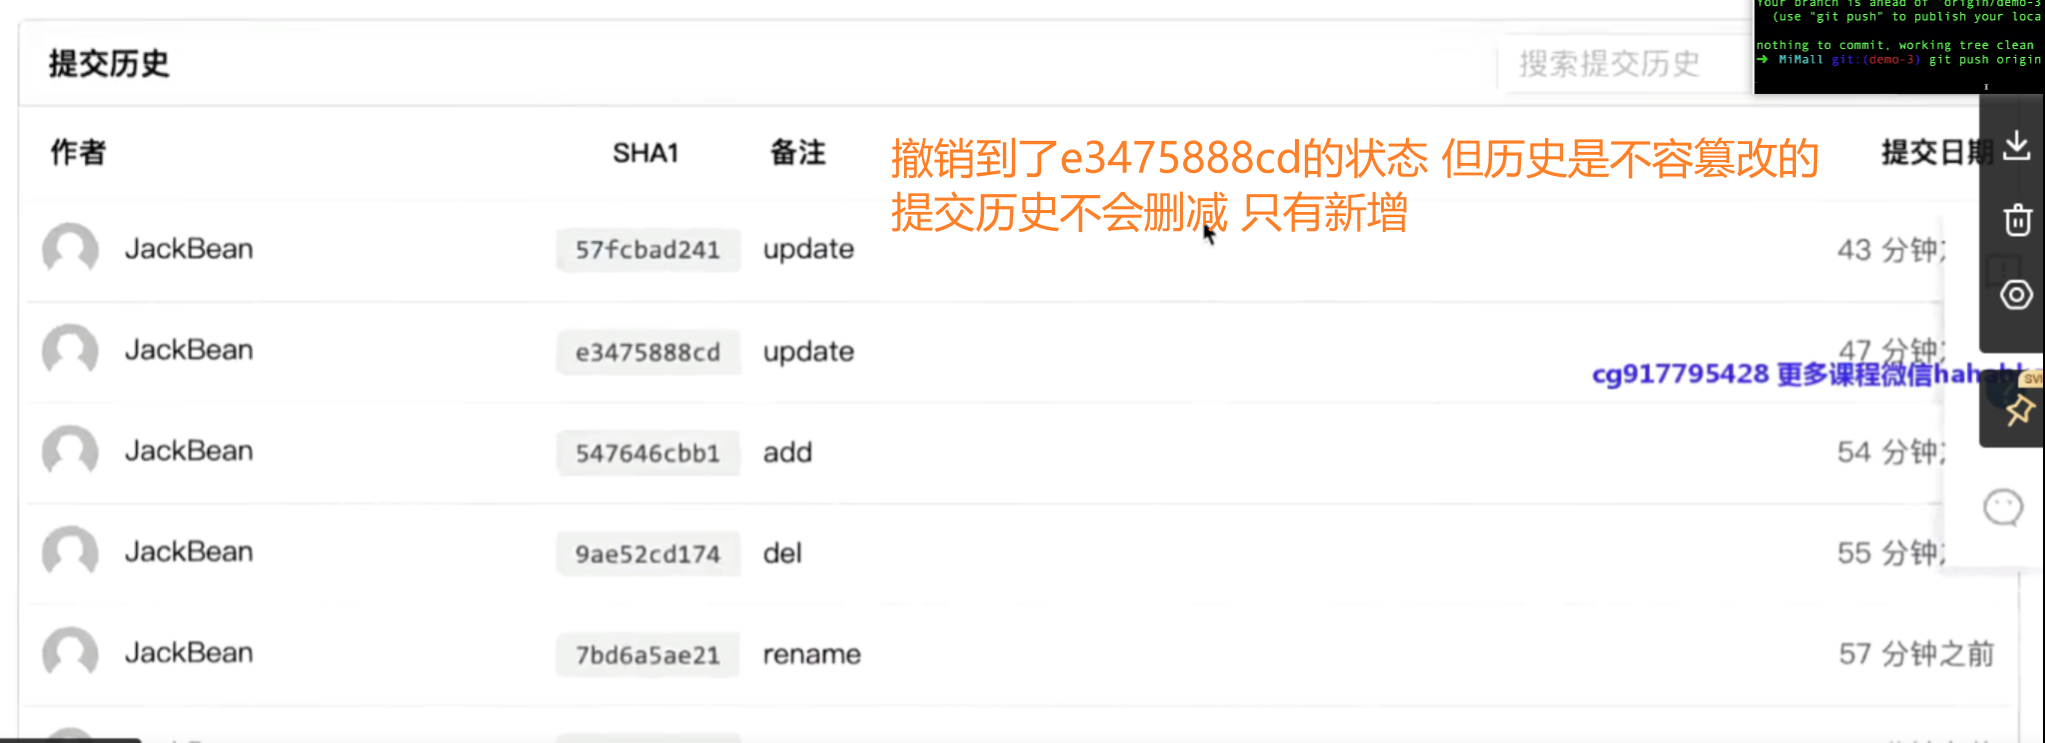 Your branch is ahead of 'origin/demo-3
(use "git push" to publish your loca
nothing to commit, working tree clean
➜ MiMall git:(demo-3) git push origin
提交历史
搜索提交历史
作者 SHA1 备注 提交日期
撤销到了e3475888cd的状态 但历史是不容篡改的
提交历史不会删减 只有新增
JackBean 57fcbad241 update 43 分钟
JackBean e3475888cd update 47 分钟
cg917795428 更多课程微信hahab
JackBean 547646cbb1 add 54 分钟
JackBean 9ae52cd174 del 55 分钟
JackBean 7bd6a5ae21 rename 57 分钟之前